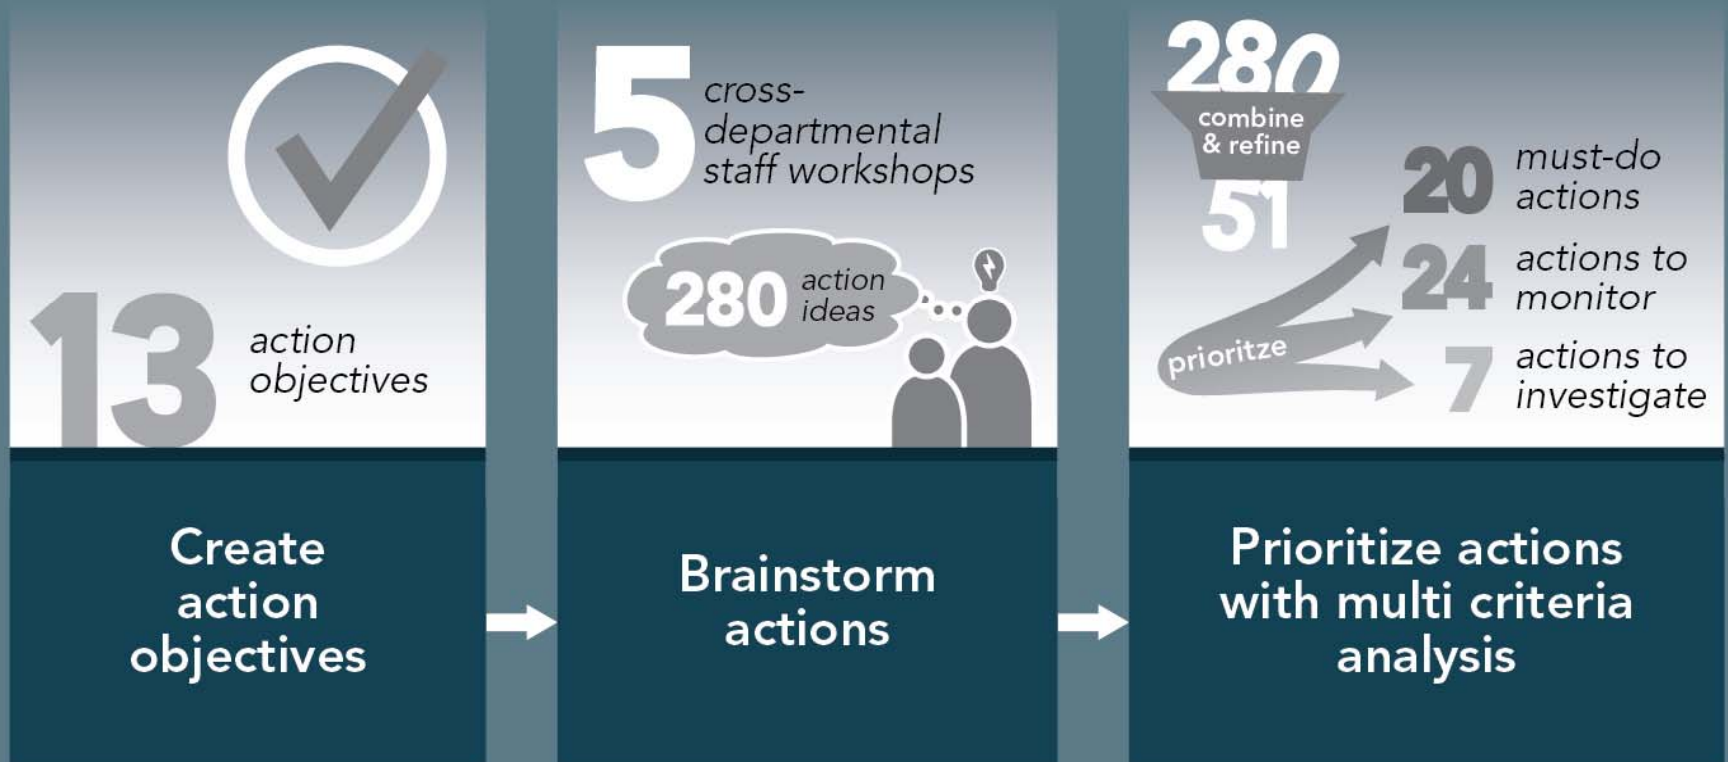 13
action
objectives
Create
action
objectives
5
cross-
departmental
staff workshops
280
action
ideas
Brainstorm
actions
280
combine
& refine
51
prioritze
20
must-do
actions
24
actions to
monitor
7
actions to
investigate
Prioritize actions
with multi criteria
analysis